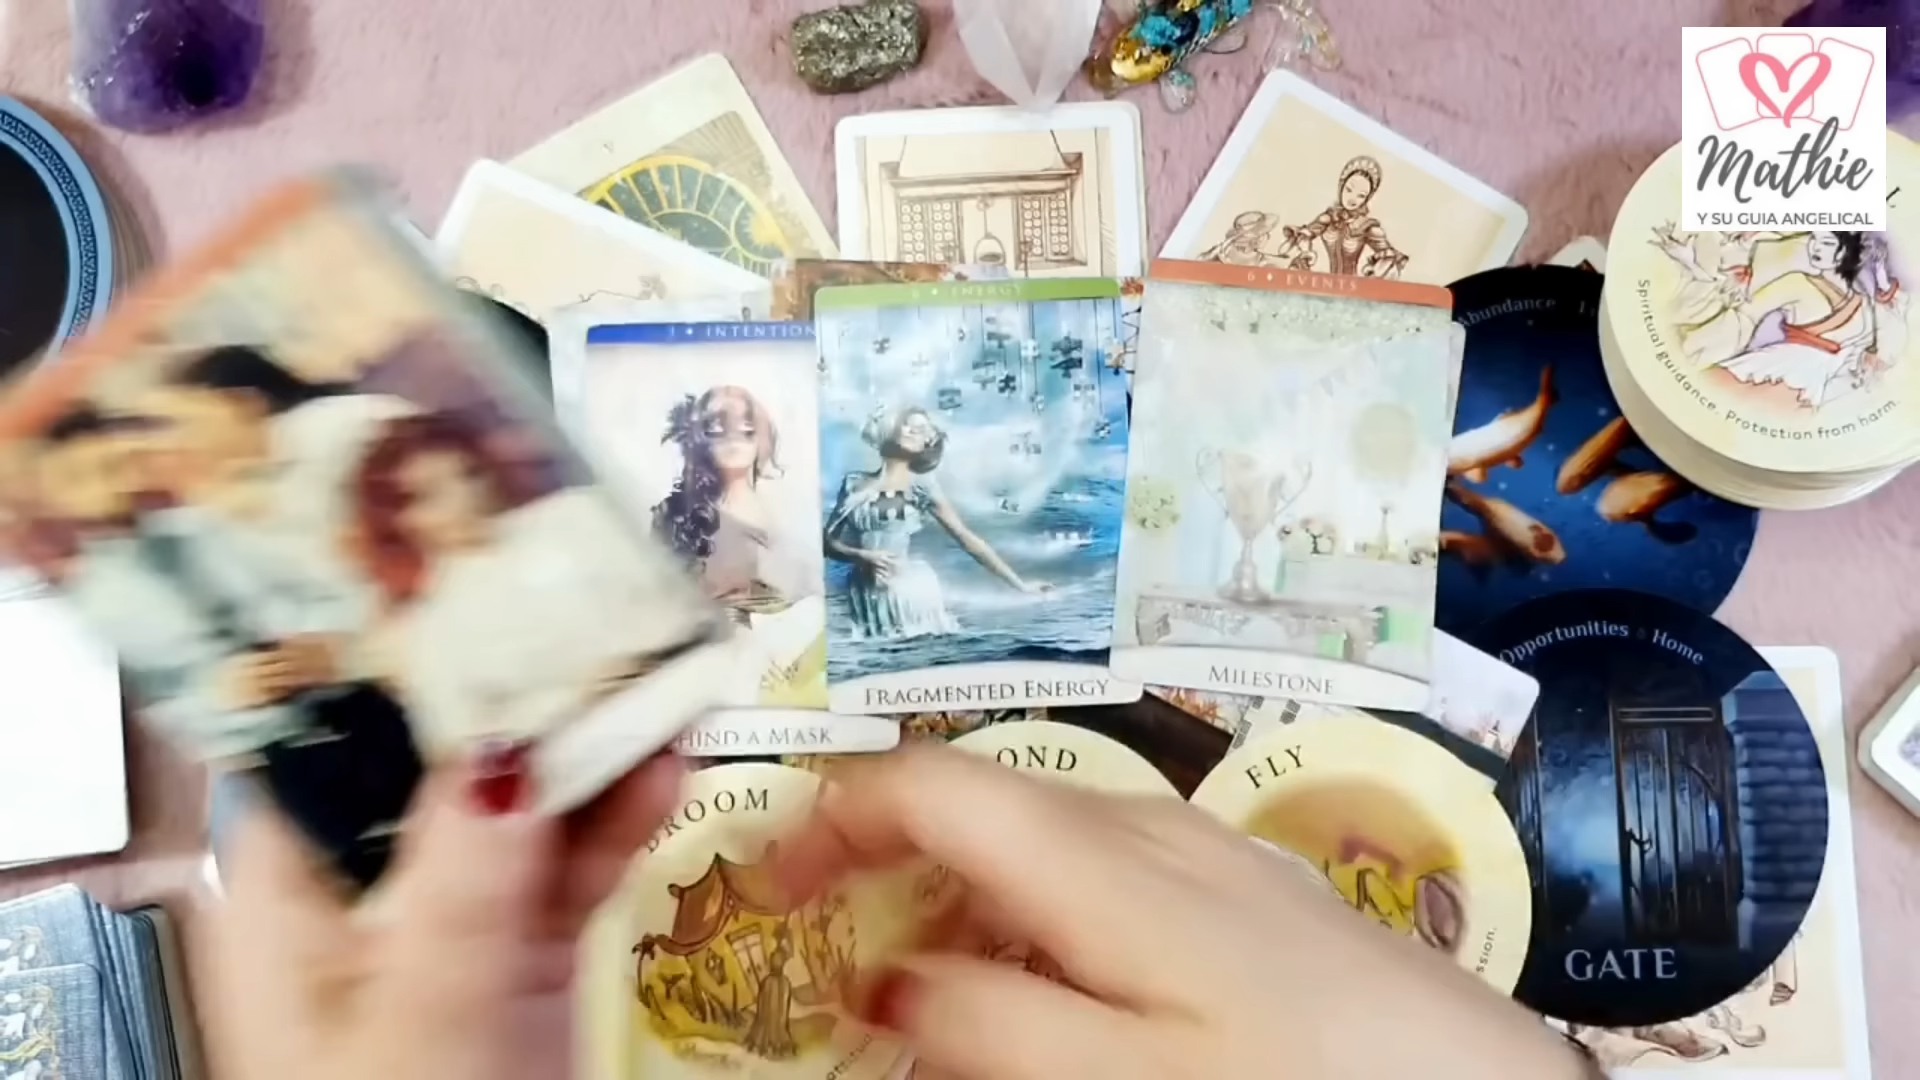 Mathie
Y SU GUIA ANGELICAL
6 • EVENTS
ENERGY
INTENTION
Abundance
Spiritual guidance. Protection from harm.
Opportunities Home
FRAGMENTED ENERGY
MILESTONE
HIND A MASK
OND
FLY
BROOM
GATE